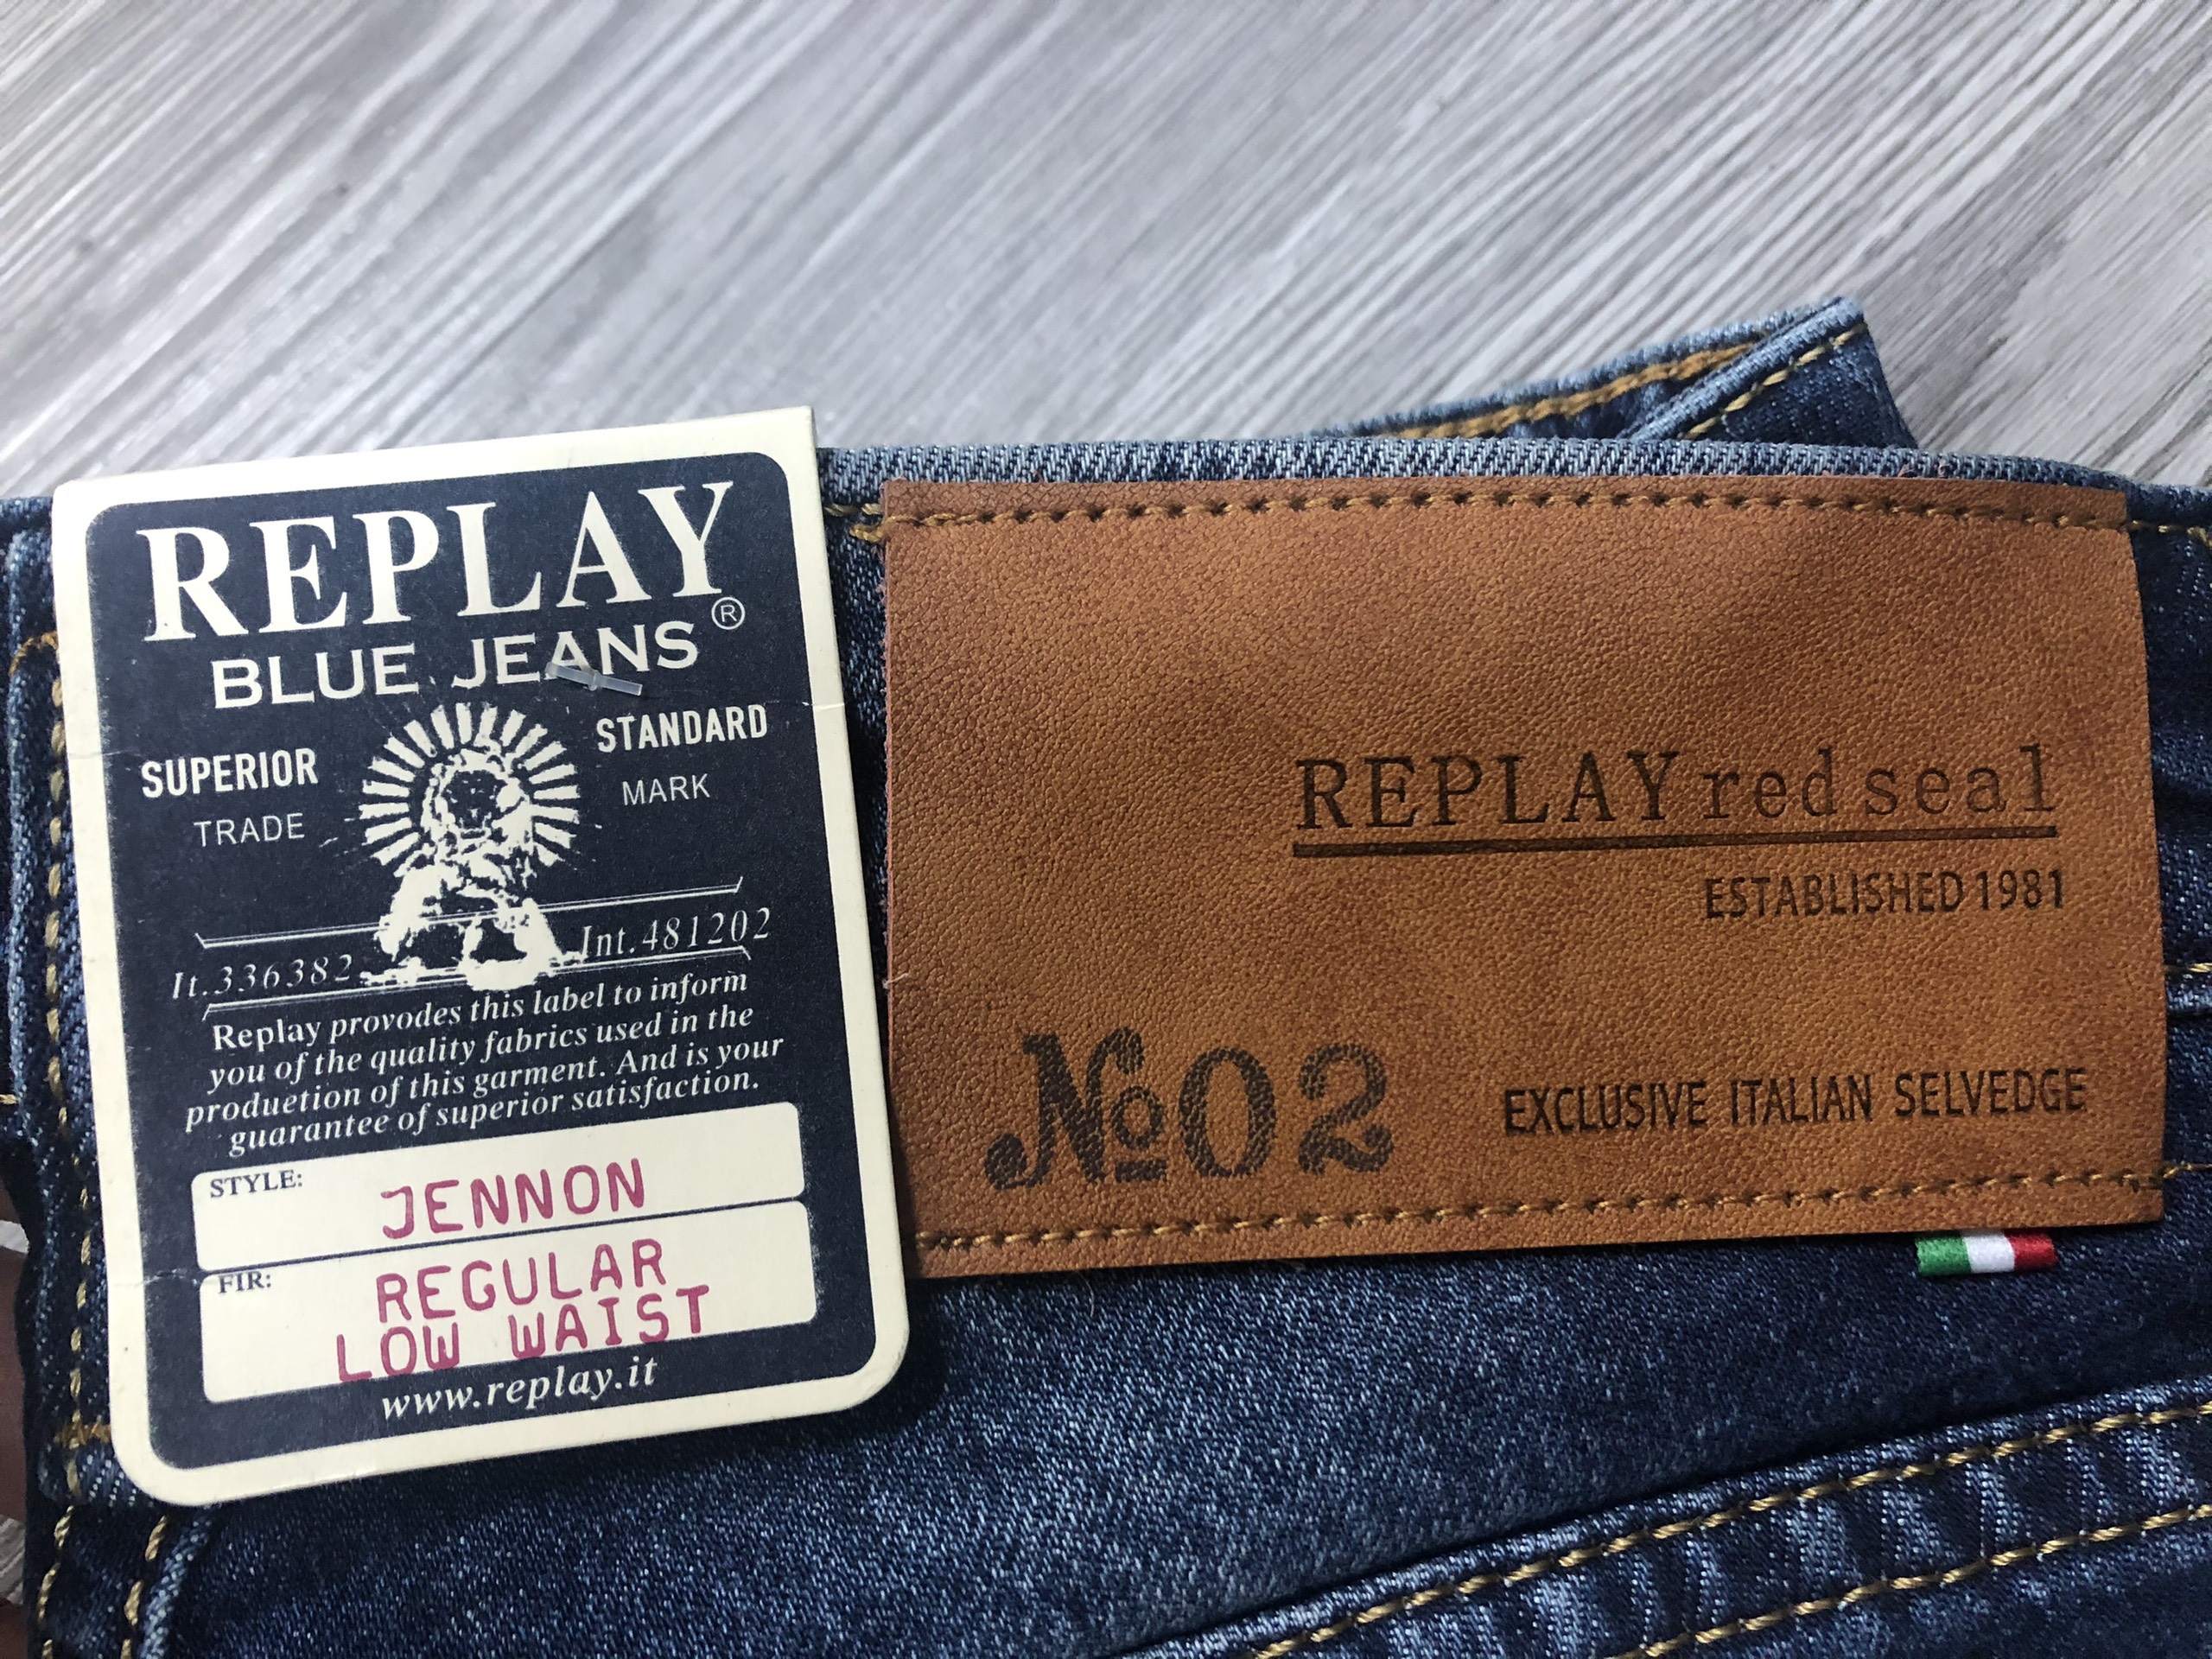 REPLAY
BLUE JEANS ®
SUPERIOR
TRADE
STANDARD
MARK
It.336382
Int.481202
Replay provodes this label to inform
you of the quality fabrics used in the
produetion of this garment. And is your
guarantee of superior satisfaction.
STYLE:
JENNON
FIR:
REGULAR
LOW WAIST
www.replay.it
REPLAY red seal
ESTABLISHED 1981
№02
EXCLUSIVE ITALIAN SELVEDGE